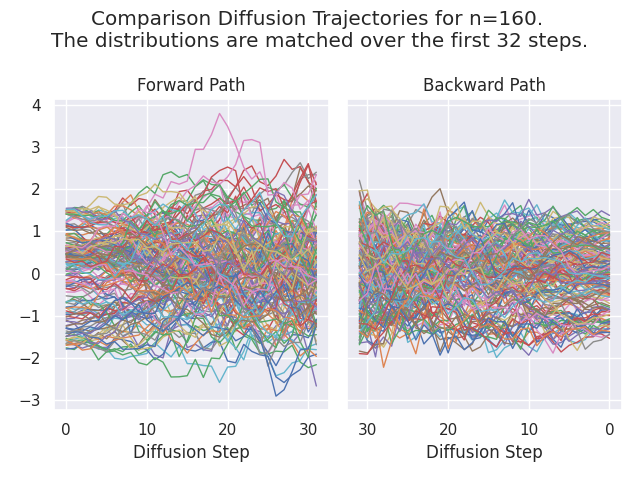 Comparison Diffusion Trajectories for n=160.
The distributions are matched over the first 32 steps.
Forward Path
Backward Path
4
3
2
1
0
−1
−2
−3
0 10 20 30
30 20 10 0
Diffusion Step
Diffusion Step